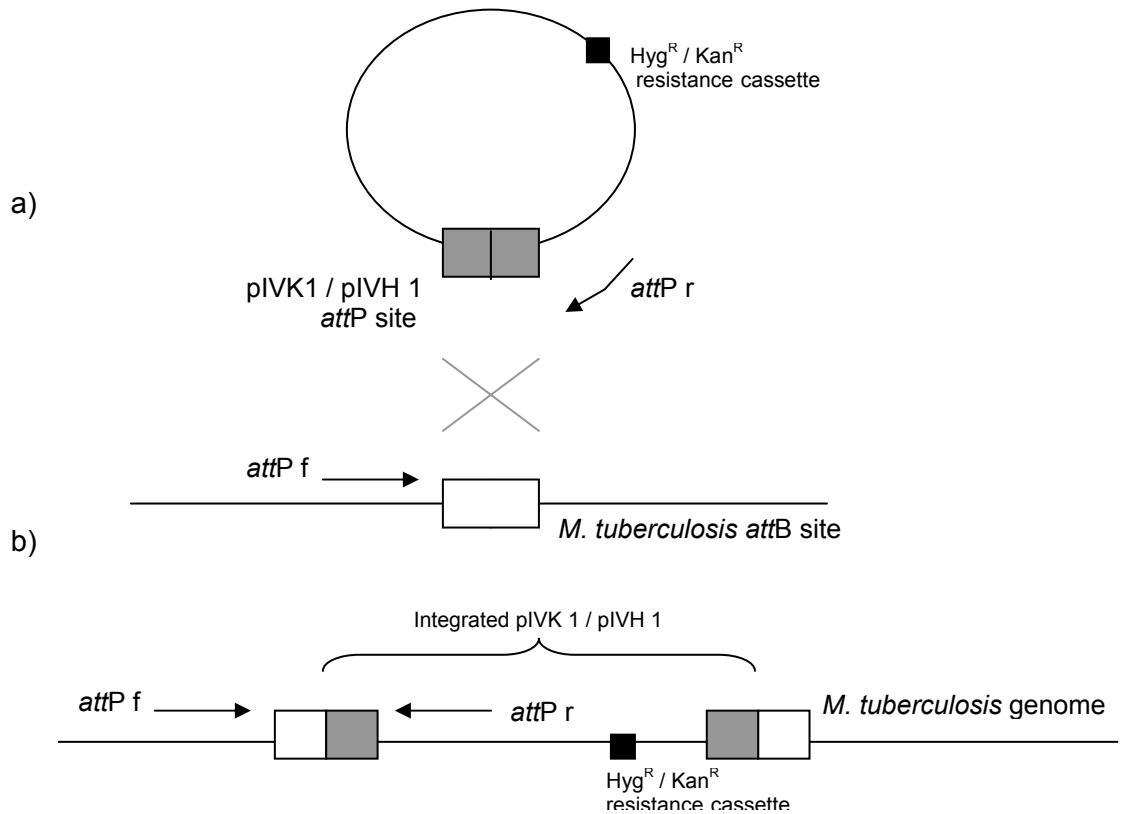 Hyg^R / Kan^R
resistance cassette
a)
pIVK1 / pIVH 1
attP site
attP r
attP f
M. tuberculosis attB site
b)
Integrated pIVK 1 / pIVH 1
attP f
attP r
M. tuberculosis genome
Hyg^R / Kan^R
resistance cassette